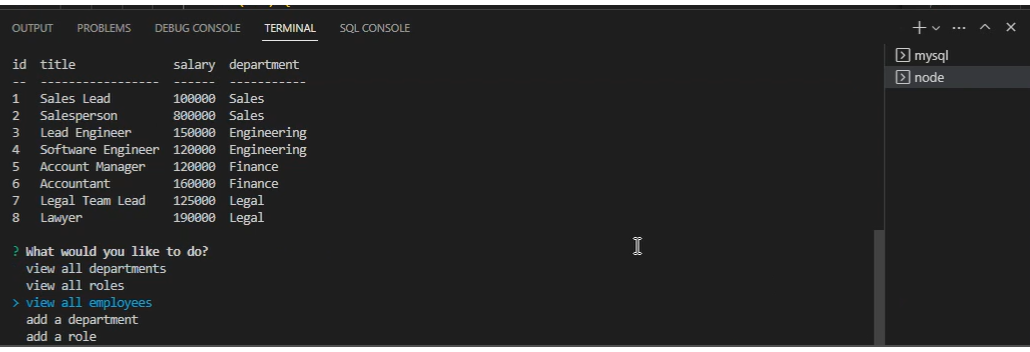 OUTPUT PROBLEMS DEBUG CONSOLE TERMINAL SQL CONSOLE
mysql
node
id title salary department
-- ----------------- ------ -----------
1 Sales Lead 100000 Sales
2 Salesperson 800000 Sales
3 Lead Engineer 150000 Engineering
4 Software Engineer 120000 Engineering
5 Account Manager 120000 Finance
6 Accountant 160000 Finance
7 Legal Team Lead 125000 Legal
8 Lawyer 190000 Legal
? What would you like to do?
view all departments
view all roles
> view all employees
add a department
add a role